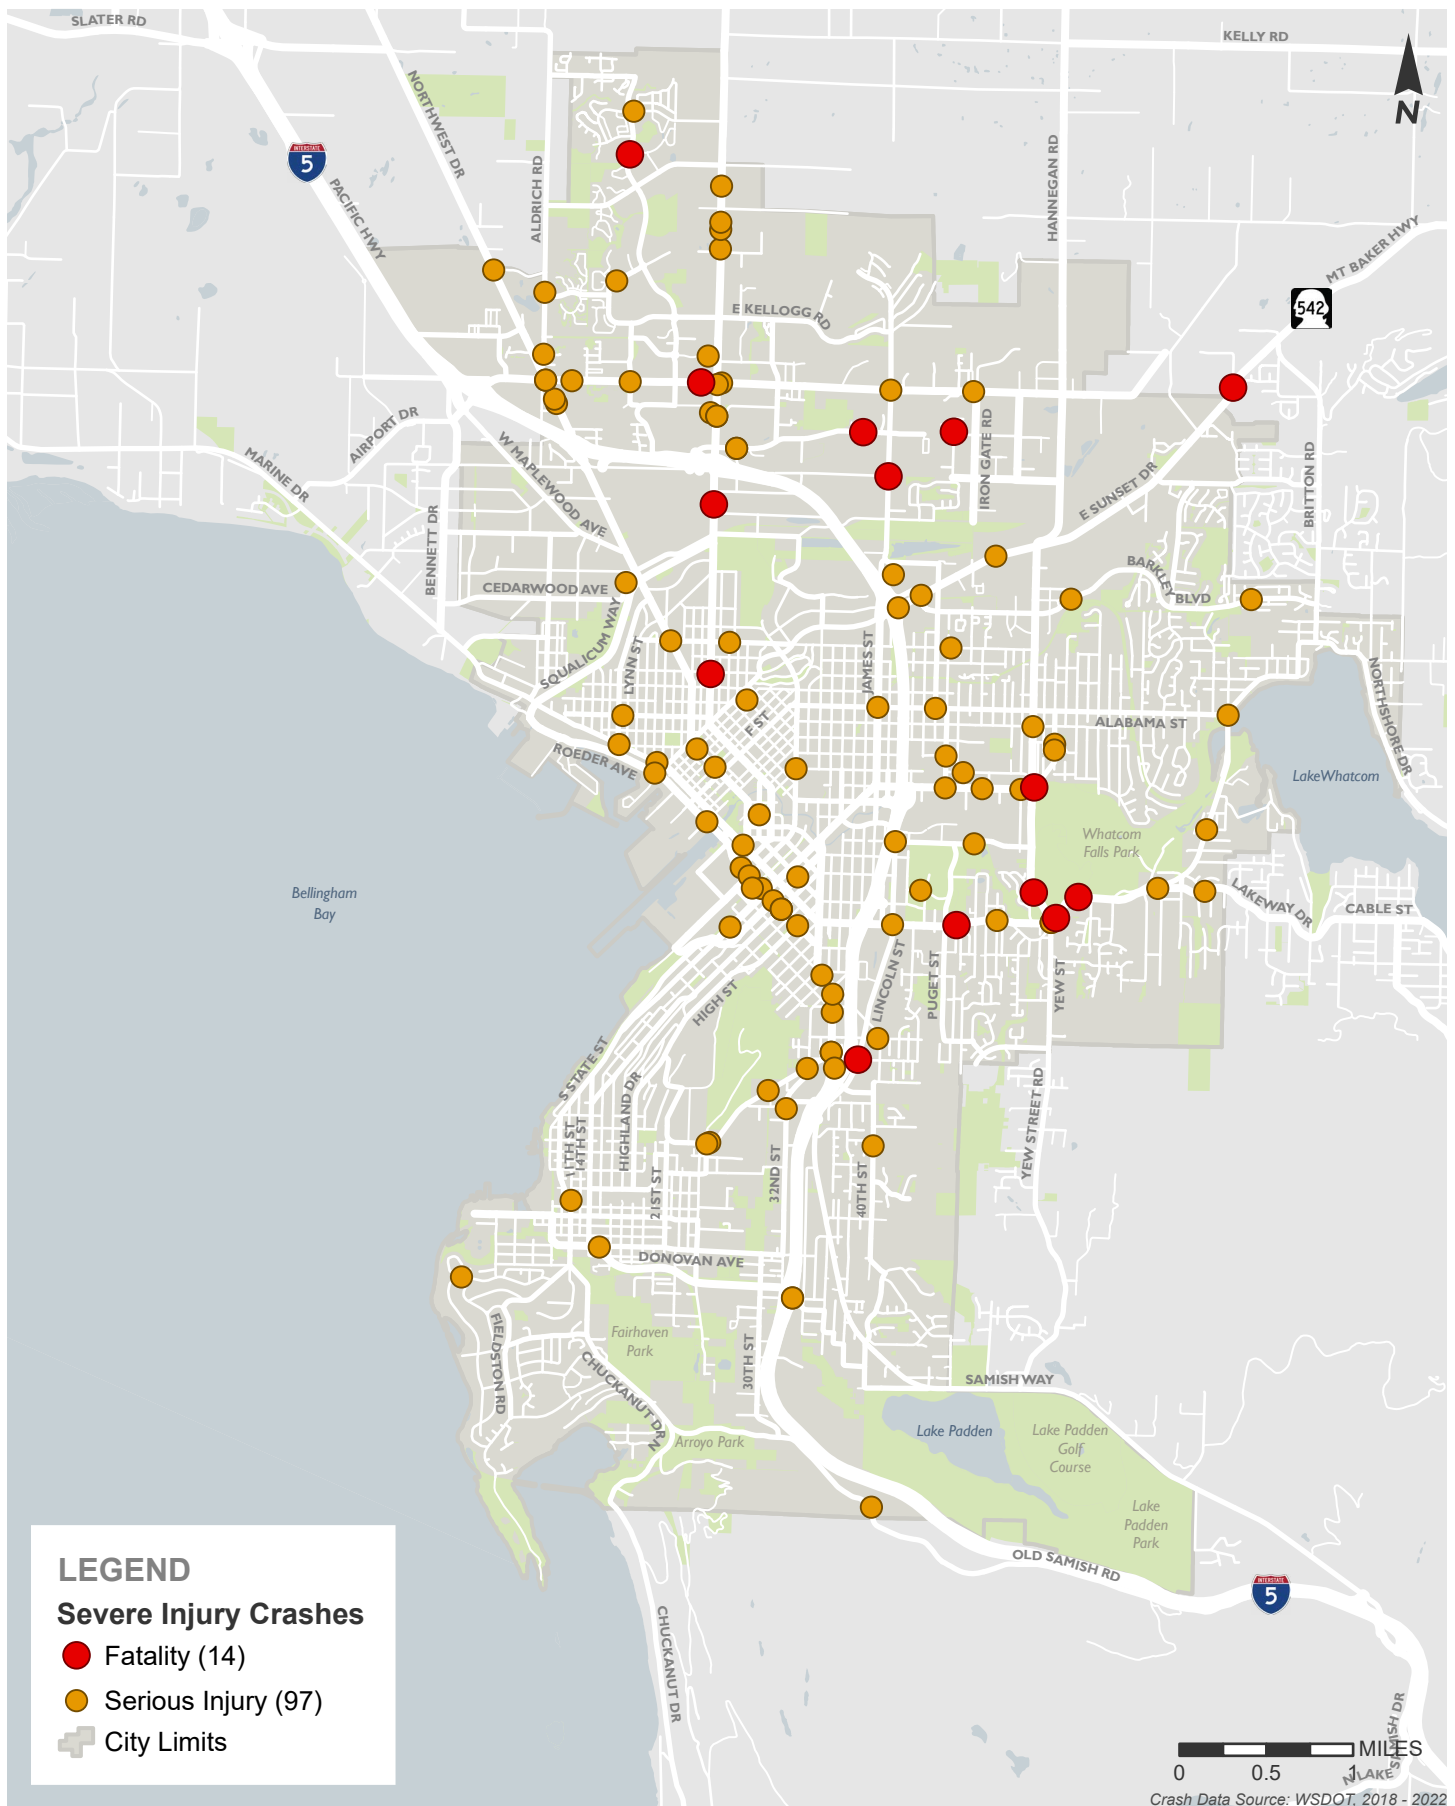 SLATER RD
KELLY RD
N
NORTHWEST DR
INTERSTATE
5
PACIFIC HWY
ALDRICH RD
HANNEGAN RD
MT BAKER HWY
542
E KELLOGG RD
AIRPORT DR
MARINE DR
W MAPLEWOOD AVE
IRON GATE RD
E SUNSET DR
BRITTON RD
BENNETT DR
CEDARWOOD AVE
BARKLEY
BLVD
SQUALICUM WAY
LYNN ST
JAMES ST
NORTHSHORE DR
E ST
ALABAMA ST
ROEDER AVE
LakeWhatcom
Whatcom
Falls Park
Bellingham
Bay
LAKEWAY DR
CABLE ST
LINCOLN ST
PUGET ST
YEW ST
HIGH ST
S STATE ST
HIGHLAND DR
11TH ST
14TH ST
21ST ST
32ND ST
40TH ST
YEW STREET RD
DONOVAN AVE
FIELDSTON RD
Fairhaven
Park
CHUCKANUT DR
N
30TH ST
SAMISH WAY
Arroyo Park
Lake Padden
Lake Padden
Golf
Course
Lake
Padden
Park
OLD SAMISH RD
INTERSTATE
5
CHUCKANUT DR
LEGEND
Severe Injury Crashes
Fatality (14)
Serious Injury (97)
City Limits
MILES
0 0.5 1
N LAKE
SAMISH DR
Crash Data Source: WSDOT, 2018 - 2022